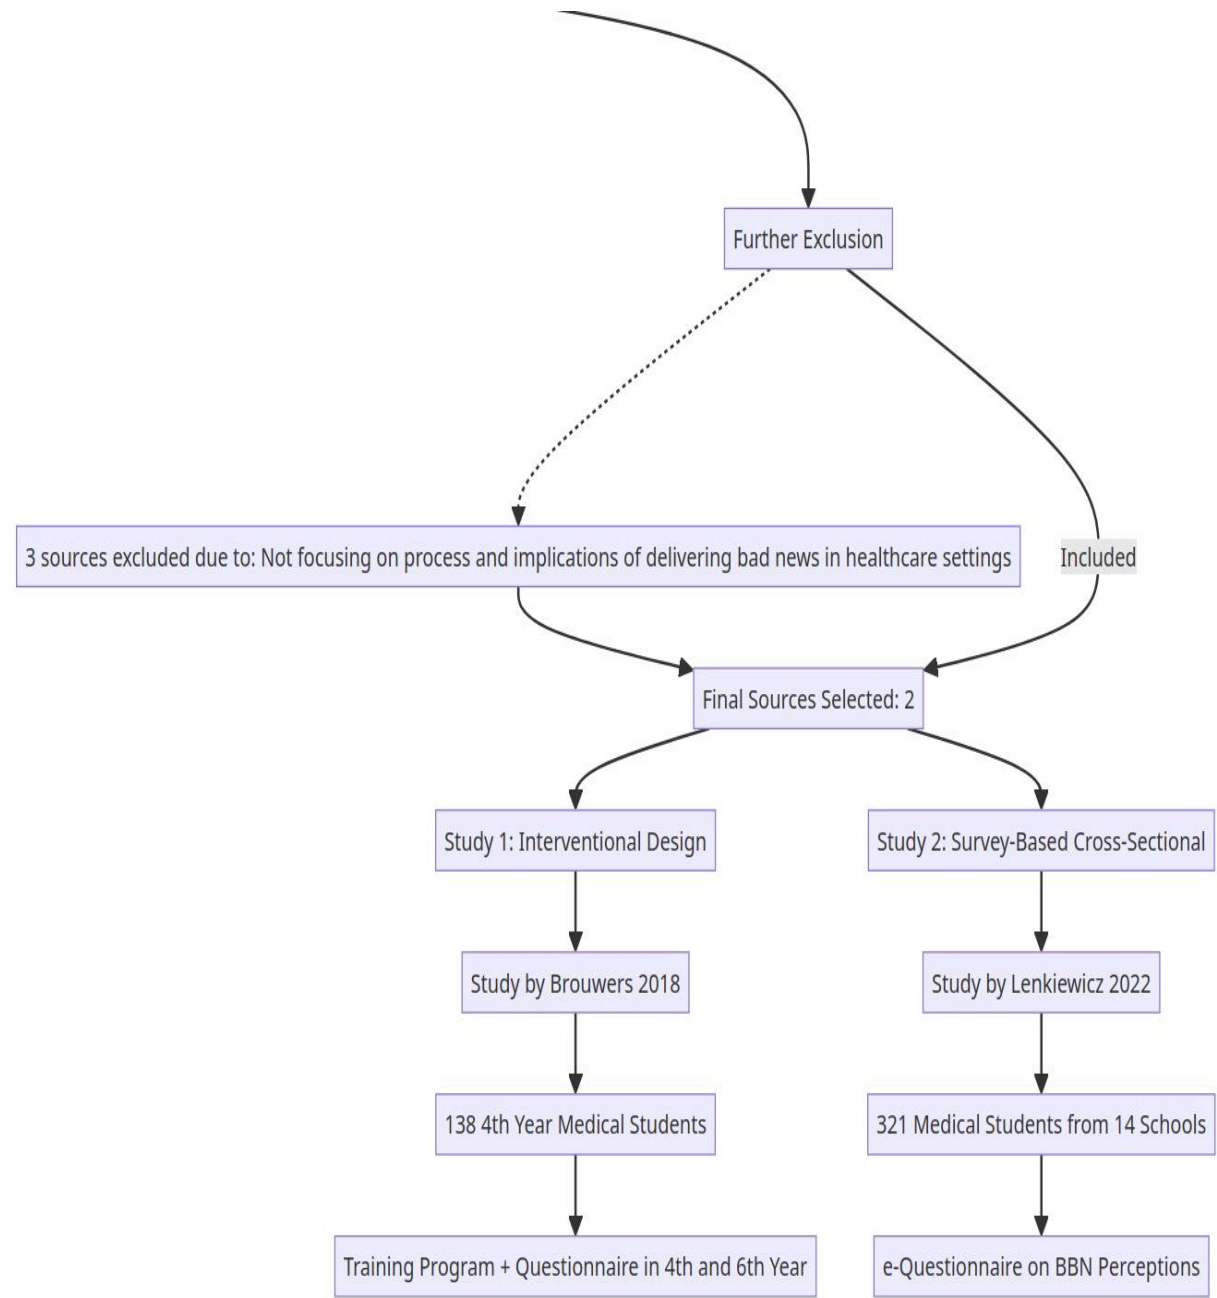 Further Exclusion
3 sources excluded due to: Not focusing on process and implications of delivering bad news in healthcare settings
Included
Final Sources Selected: 2
Study 1: Interventional Design
Study 2: Survey-Based Cross-Sectional
Study by Brouwers 2018
Study by Lenkiewicz 2022
138 4th Year Medical Students
321 Medical Students from 14 Schools
Training Program + Questionnaire in 4th and 6th Year
e-Questionnaire on BBN Perceptions